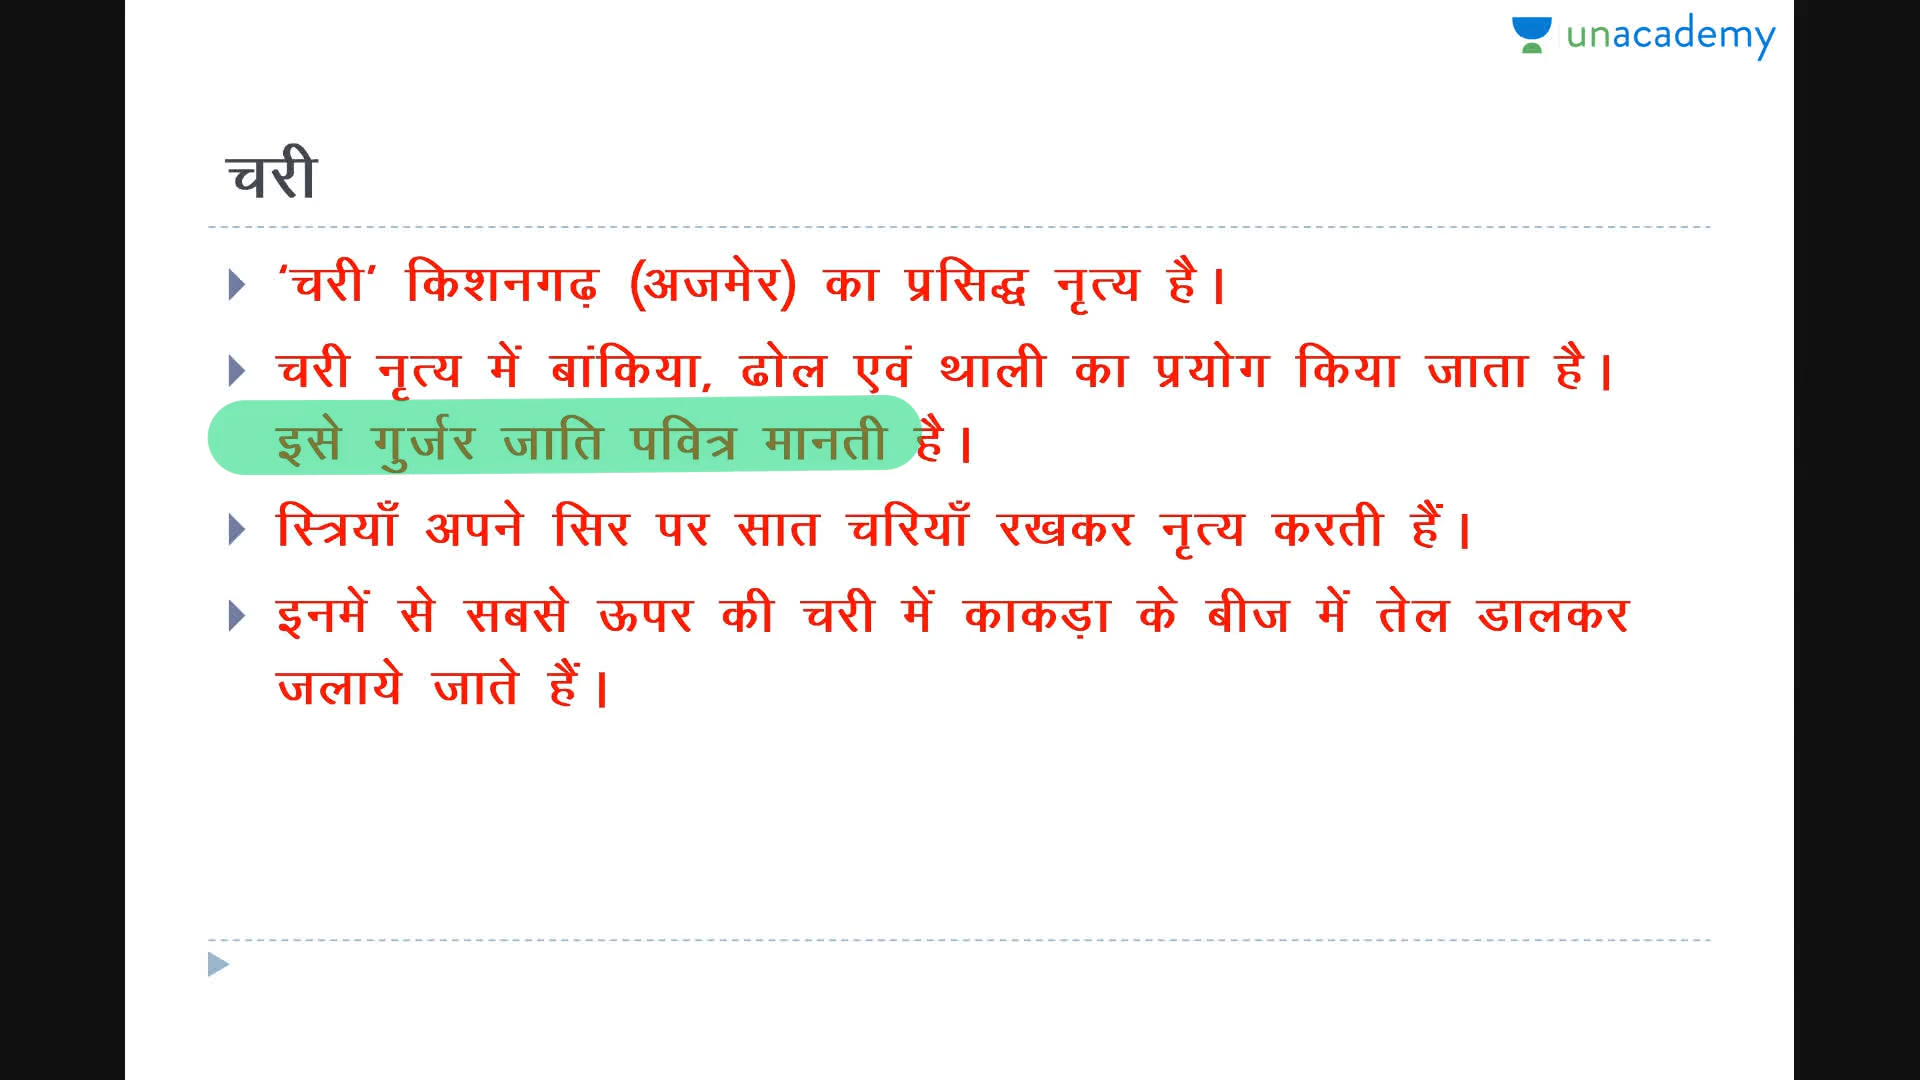 unacademy
चरी
‘चरी’ किशनगढ़ (अजमेर) का प्रसिद्ध नृत्य है।
चरी नृत्य में बांकिया, ढोल एवं थाली का प्रयोग किया जाता है।
इसे गुर्जर जाति पवित्र मानती है।
स्त्रियाँ अपने सिर पर सात चरियाँ रखकर नृत्य करती हैं।
इनमें से सबसे ऊपर की चरी में काकड़ा के बीज में तेल डालकर
जलाये जाते हैं।